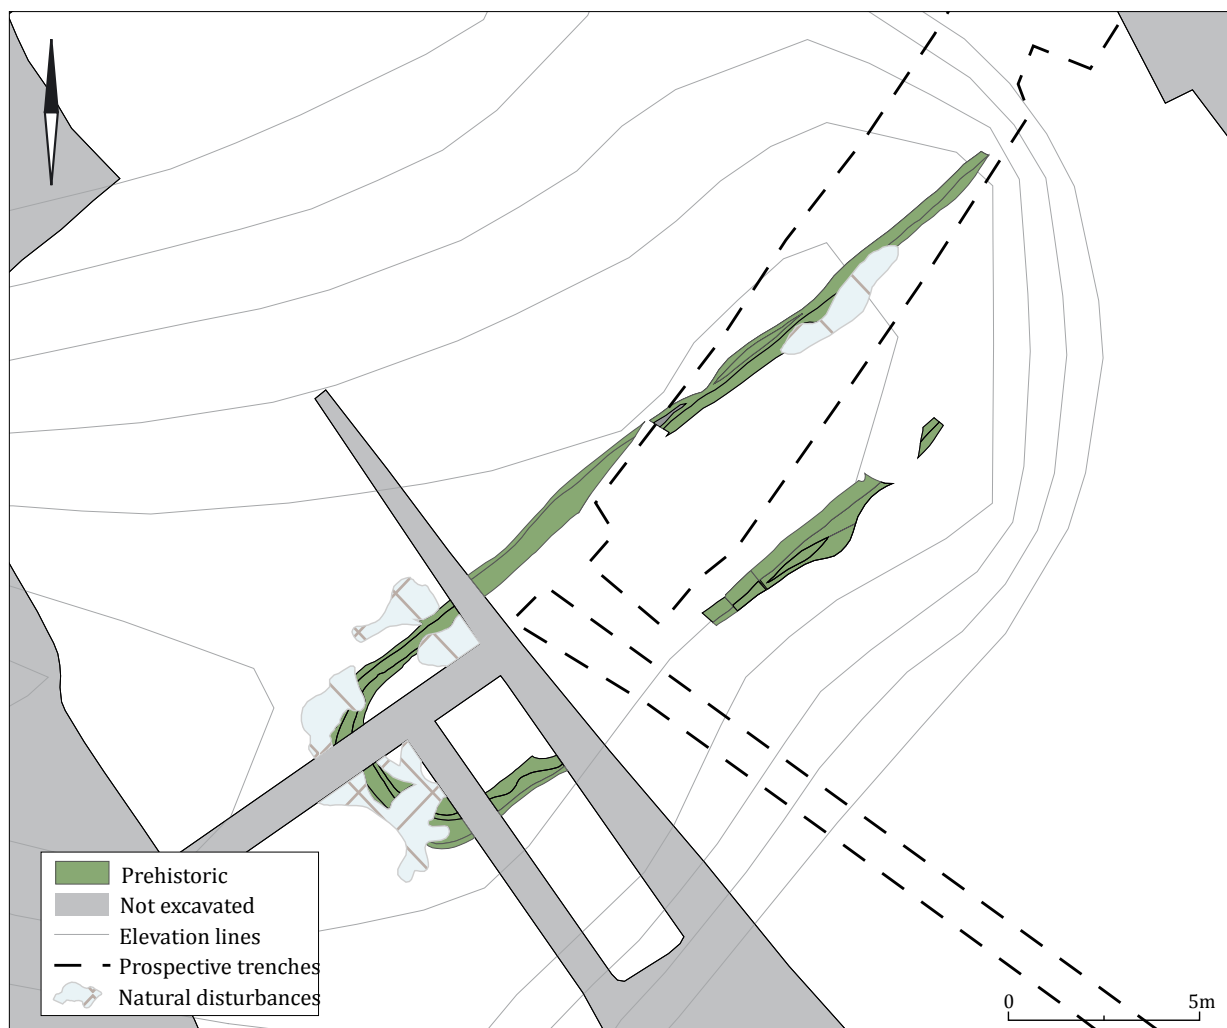 Prehistoric
Not excavated
Elevation lines
Prospective trenches
Natural disturbances
0 5m